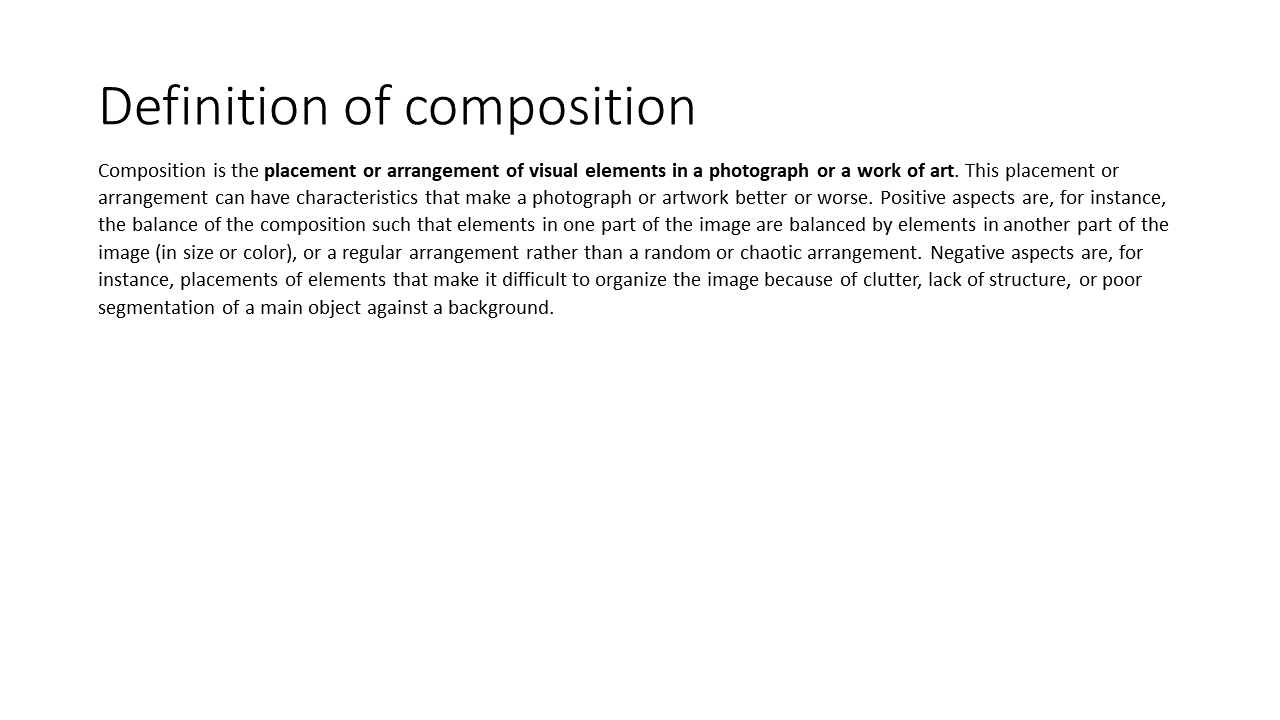 Definition of composition
Composition is the placement or arrangement of visual elements in a photograph or a work of art. This placement or
arrangement can have characteristics that make a photograph or artwork better or worse. Positive aspects are, for instance,
the balance of the composition such that elements in one part of the image are balanced by elements in another part of the
image (in size or color), or a regular arrangement rather than a random or chaotic arrangement. Negative aspects are, for
instance, placements of elements that make it difficult to organize the image because of clutter, lack of structure, or poor
segmentation of a main object against a background.